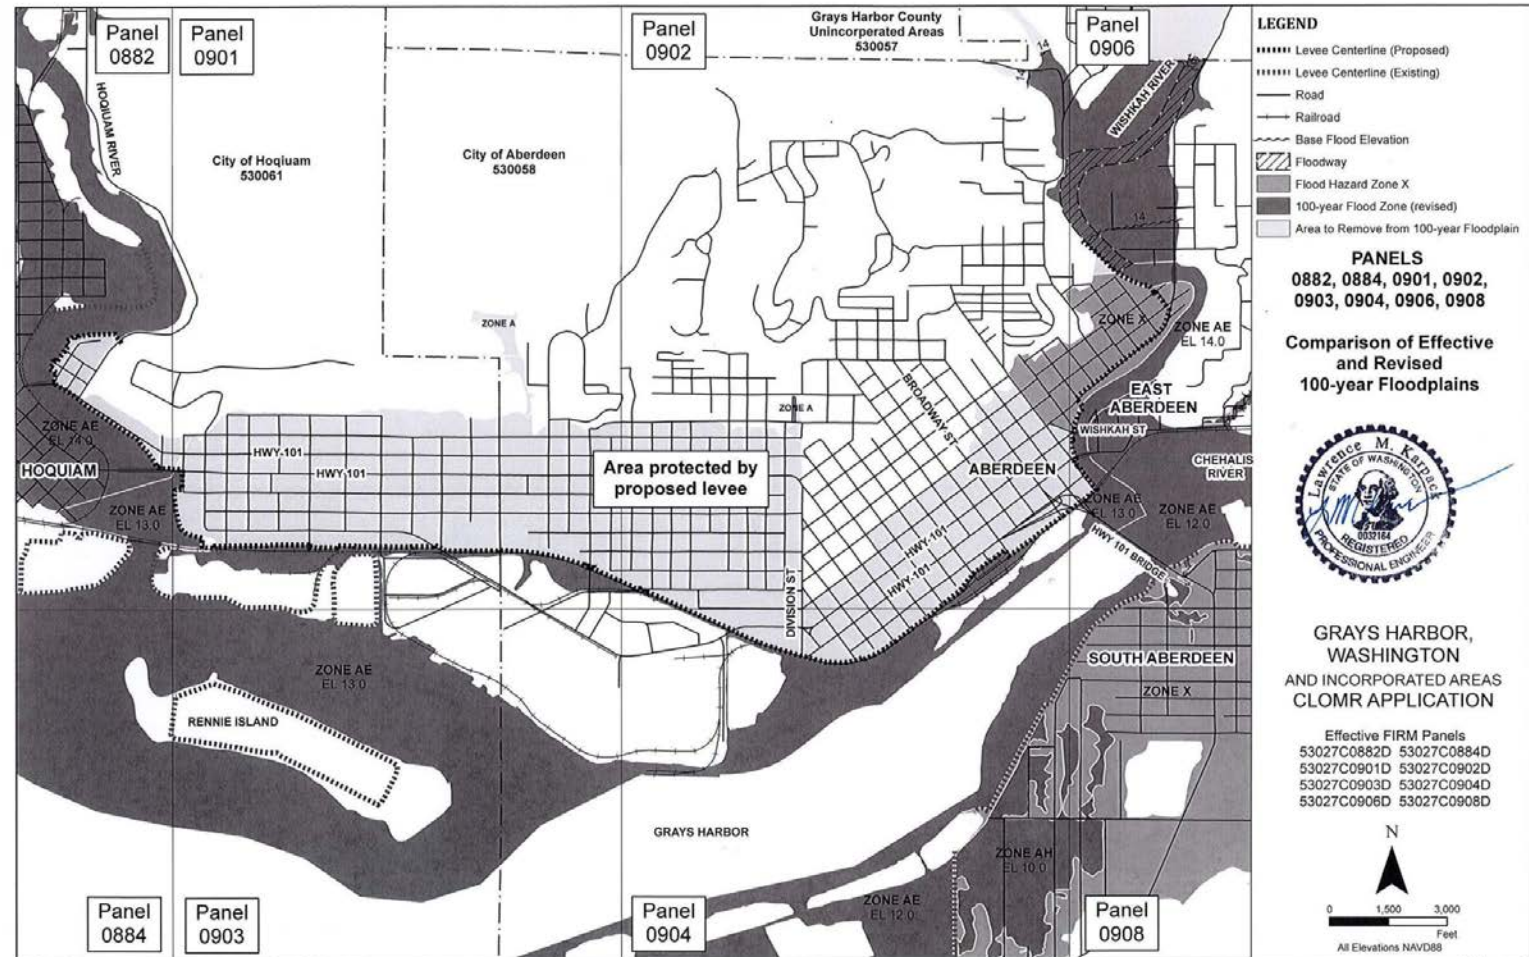 Panel
0882
Panel
0901
Panel
0902
Grays Harbor County
Unincorperated Areas
530057
Panel
0906
14
14
HOQUIAM RIVER
WISHKAH RIVER
City of Hoquiam
530061
City of Aberdeen
530058
14
ZONE A
ZONE X
ZONE AE
EL 14.0
ZONE A
BROADWAY ST
EAST
ABERDEEN
WISHKAH ST
ZONE AE
EL 14.0
HOQUIAM
HWY-101
HWY-101
Area protected by
proposed levee
ABERDEEN
CHEHALIS
RIVER
ZONE AE
EL 13.0
ZONE AE
EL 13.0
ZONE AE
EL 12.0
HWY 101 BRIDGE
HWY-101
HWY-101
DIVISION ST
SOUTH ABERDEEN
ZONE X
ZONE AE
EL 13.0
RENNIE ISLAND
GRAYS HARBOR
ZONE AH
EL 10.0
ZONE AE
EL 12.0
Panel
0884
Panel
0903
Panel
0904
Panel
0908
LEGEND
Levee Centerline (Proposed)
Levee Centerline (Existing)
Road
Railroad
Base Flood Elevation
Floodway
Flood Hazard Zone X
100-year Flood Zone (revised)
Area to Remove from 100-year Floodplain
PANELS
0882, 0884, 0901, 0902,
0903, 0904, 0906, 0908
Comparison of Effective
and Revised
100-year Floodplains
Lawrence M. Karpack
STATE OF WASHINGTON
0032164
REGISTERED
PROFESSIONAL ENGINEER
GRAYS HARBOR,
WASHINGTON
AND INCORPORATED AREAS
CLOMR APPLICATION
Effective FIRM Panels
53027C0882D 53027C0884D
53027C0901D 53027C0902D
53027C0903D 53027C0904D
53027C0906D 53027C0908D
N
0 1,500 3,000
Feet
All Elevations NAVD88